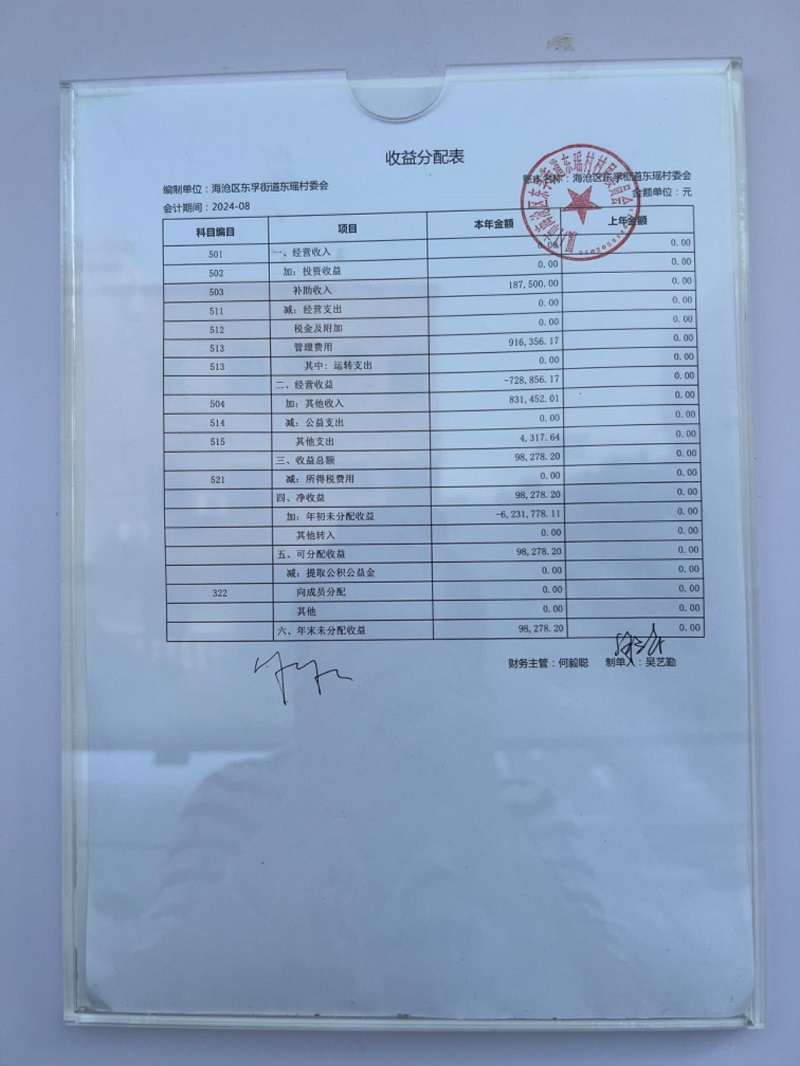 收益分配表
编制单位：海沧区东孚街道东瑶村委会 账套名称：海沧区东孚街道东瑶村委会
会计期间：2024-08 金额单位：元
科目编目 项目 本年金额 上年金额
501 一、经营收入 0.00 0.00
502 加：投资收益 0.00 0.00
503 补助收入 187,500.00 0.00
511 减：经营支出 0.00 0.00
512 税金及附加 0.00 0.00
513 管理费用 916,356.17 0.00
513 其中：运转支出 0.00 0.00
二、经营收益 -728,856.17 0.00
504 加：其他收入 831,452.01 0.00
514 减：公益支出 0.00 0.00
515 其他支出 4,317.64 0.00
三、收益总额 98,278.20 0.00
521 减：所得税费用 0.00 0.00
四、净收益 98,278.20 0.00
加：年初未分配收益 -6,231,778.11 0.00
其他转入 0.00 0.00
五、可分配收益 98,278.20 0.00
减：提取公积公益金 0.00 0.00
322 向成员分配 0.00 0.00
其他 0.00 0.00
六、年末未分配收益 98,278.20 0.00
财务主管：何毅聪 制单人：吴艺勤